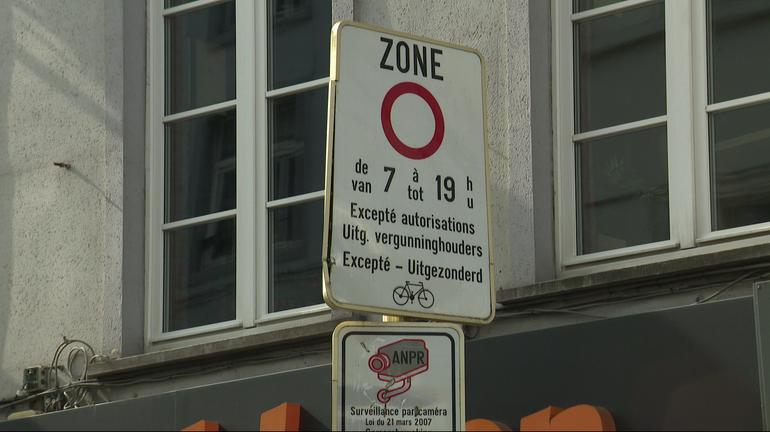 ZONE
de 7 à 19 h
van tot u
Excepté autorisations
Uitg. vergunninghouders
Excepté - Uitgezonderd
ANPR
Surveillance par caméra
Loi du 21 mars 2007